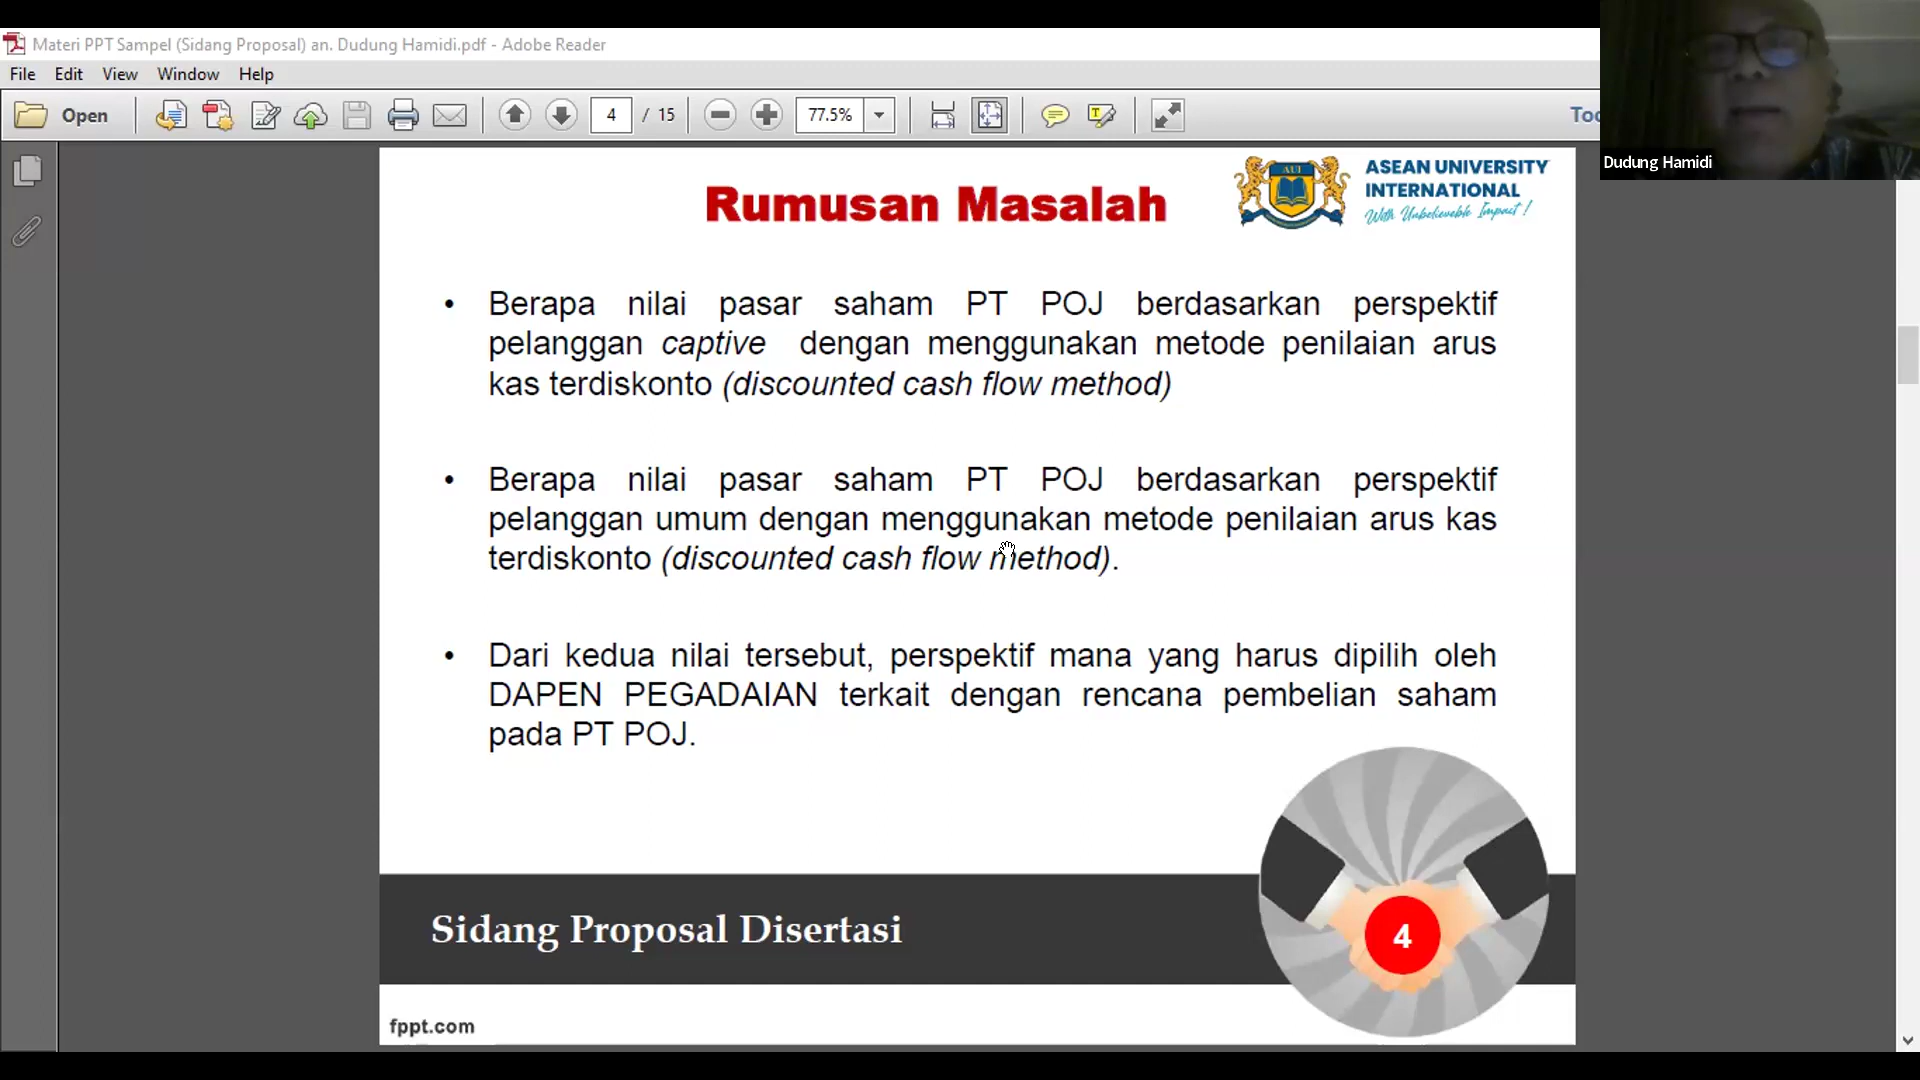 Materi PPT Sampel (Sidang Proposal) an. Dudung Hamidi.pdf - Adobe Reader
File Edit View Window Help
Open 4 / 15 77.5%
Dudung Hamidi
Rumusan Masalah
AUI
ASEAN UNIVERSITY
INTERNATIONAL
With Unbelievable Impact !
• Berapa nilai pasar saham PT POJ berdasarkan perspektif
pelanggan captive dengan menggunakan metode penilaian arus
kas terdiskonto (discounted cash flow method)
• Berapa nilai pasar saham PT POJ berdasarkan perspektif
pelanggan umum dengan menggunakan metode penilaian arus kas
terdiskonto (discounted cash flow method).
• Dari kedua nilai tersebut, perspektif mana yang harus dipilih oleh
DAPEN PEGADAIAN terkait dengan rencana pembelian saham
pada PT POJ.
Sidang Proposal Disertasi
4
fppt.com